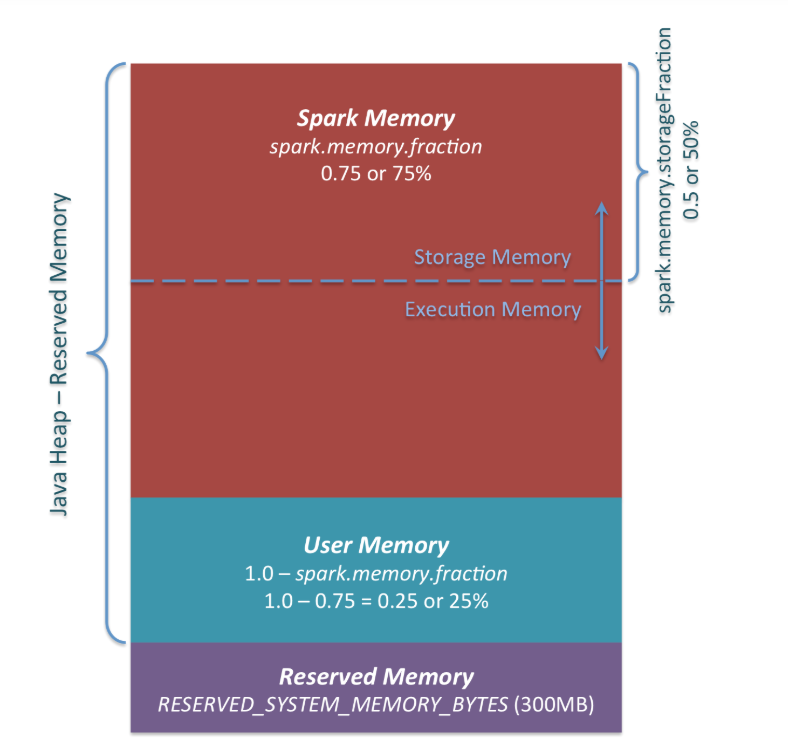 Spark Memory
spark.memory.fraction
0.75 or 75%
Storage Memory
Execution Memory
User Memory
1.0 – spark.memory.fraction
1.0 – 0.75 = 0.25 or 25%
Reserved Memory
RESERVED_SYSTEM_MEMORY_BYTES (300MB)
Java Heap – Reserved Memory
spark.memory.storageFraction
0.5 or 50%